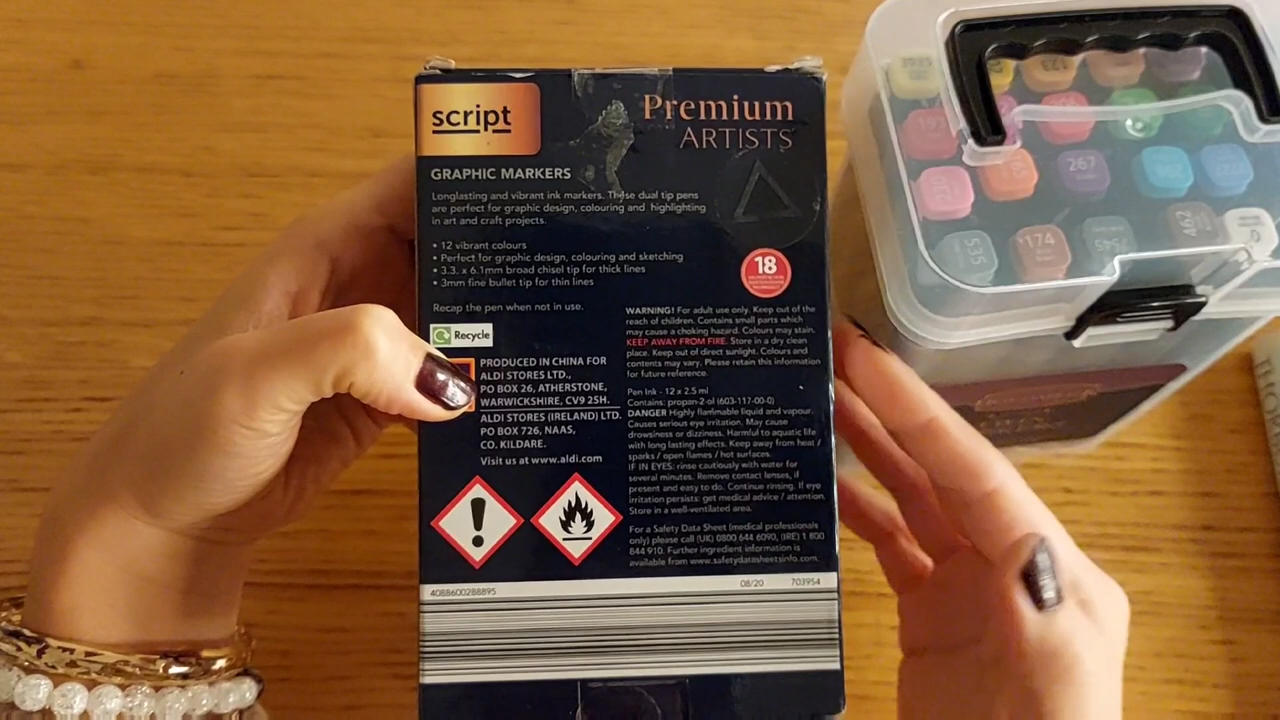 script
Premium
ARTISTS
GRAPHIC MARKERS
Longlasting and vibrant ink markers. These dual tip pens
are perfect for graphic design, colouring and highlighting
in art and craft projects.
• 12 vibrant colours
• Perfect for graphic design, colouring and sketching
• 3.3. x 6.1mm broad chisel tip for thick lines
• 3mm fine bullet tip for thin lines
Recap the pen when not in use.
Recycle
18
PRODUCED IN CHINA FOR
ALDI STORES LTD.,
PO BOX 26, ATHERSTONE,
WARWICKSHIRE, CV9 2SH.
ALDI STORES (IRELAND) LTD.
PO BOX 726, NAAS,
CO. KILDARE.
Visit us at www.aldi.com
WARNING! For adult use only. Keep out of the
reach of children. Contains small parts which
may cause a choking hazard. Colours may stain.
KEEP AWAY FROM FIRE. Store in a dry clean
place. Keep out of direct sunlight. Colours and
contents may vary. Please retain this information
for future reference.
Pen Ink - 12 x 2.5 ml
Contains: propan-2-ol (603-117-00-0)
DANGER Highly flammable liquid and vapour.
Causes serious eye irritation. May cause
drowsiness or dizziness. Harmful to aquatic life
with long lasting effects. Keep away from heat /
sparks / open flames / hot surfaces.
IF IN EYES: rinse cautiously with water for
several minutes. Remove contact lenses, if
present and easy to do. Continue rinsing. If eye
irritation persists: get medical advice / attention.
Store in a well-ventilated area.
For a Safety Data Sheet (medical professionals
only) please call (UK) 0800 644 6090, (IRE) 1 800
844 910. Further ingredient information is
available from www.safetydatasheetsinfo.com.
4088600288895
08/20 703954
123
193
267
535
174
7545
462